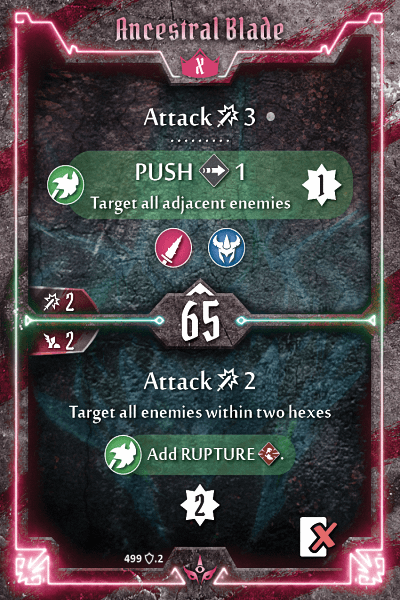 Ancestral Blade
X
Attack 3
PUSH 1
Target all adjacent enemies
1
2
65
2
Attack 2
Target all enemies within two hexes
Add RUPTURE .
2
499 .2